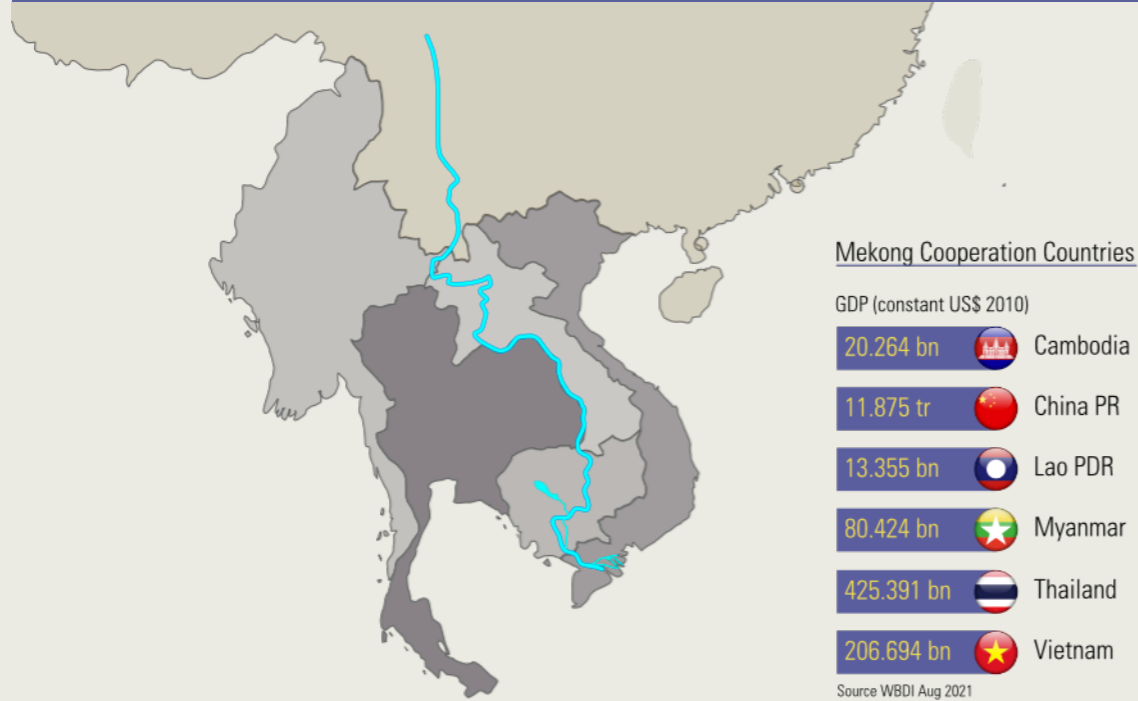 Mekong Cooperation Countries
GDP (constant US$ 2010)
20.264 bn Cambodia
11.875 tr China PR
13.355 bn Lao PDR
80.424 bn Myanmar
425.391 bn Thailand
206.694 bn Vietnam
Source WBDI Aug 2021